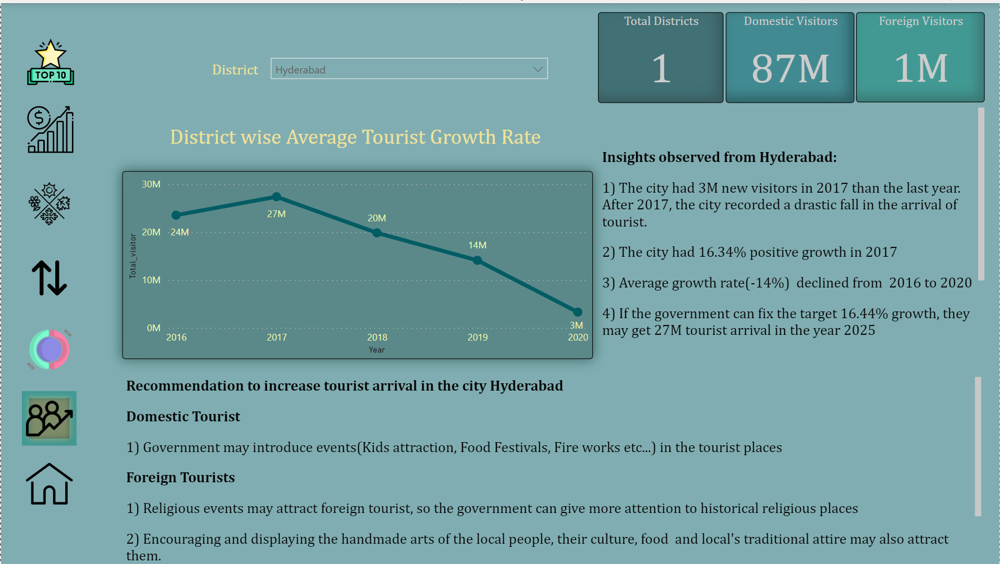 Total Districts
Domestic Visitors
Foreign Visitors
1
87M
1M
TOP 10
District
Hyderabad
$
District wise Average Tourist Growth Rate
Insights observed from Hyderabad:
1) The city had 3M new visitors in 2017 than the last year.
After 2017, the city recorded a drastic fall in the arrival of
tourist.
2) The city had 16.34% positive growth in 2017
3) Average growth rate(-14%)  declined from  2016 to 2020
4) If the government can fix the target 16.44% growth, they
may get 27M tourist arrival in the year 2025
Total_visitor
30M
20M
10M
0M
24M
27M
20M
14M
3M
2016
2017
2018
2019
2020
Year
Recommendation to increase tourist arrival in the city Hyderabad
Domestic Tourist
1) Government may introduce events(Kids attraction, Food Festivals, Fire works etc...) in the tourist places
Foreign Tourists
1) Religious events may attract foreign tourist, so the government can give more attention to historical religious places
2) Encouraging and displaying the handmade arts of the local people, their culture, food  and local's traditional attire may also attract
them.